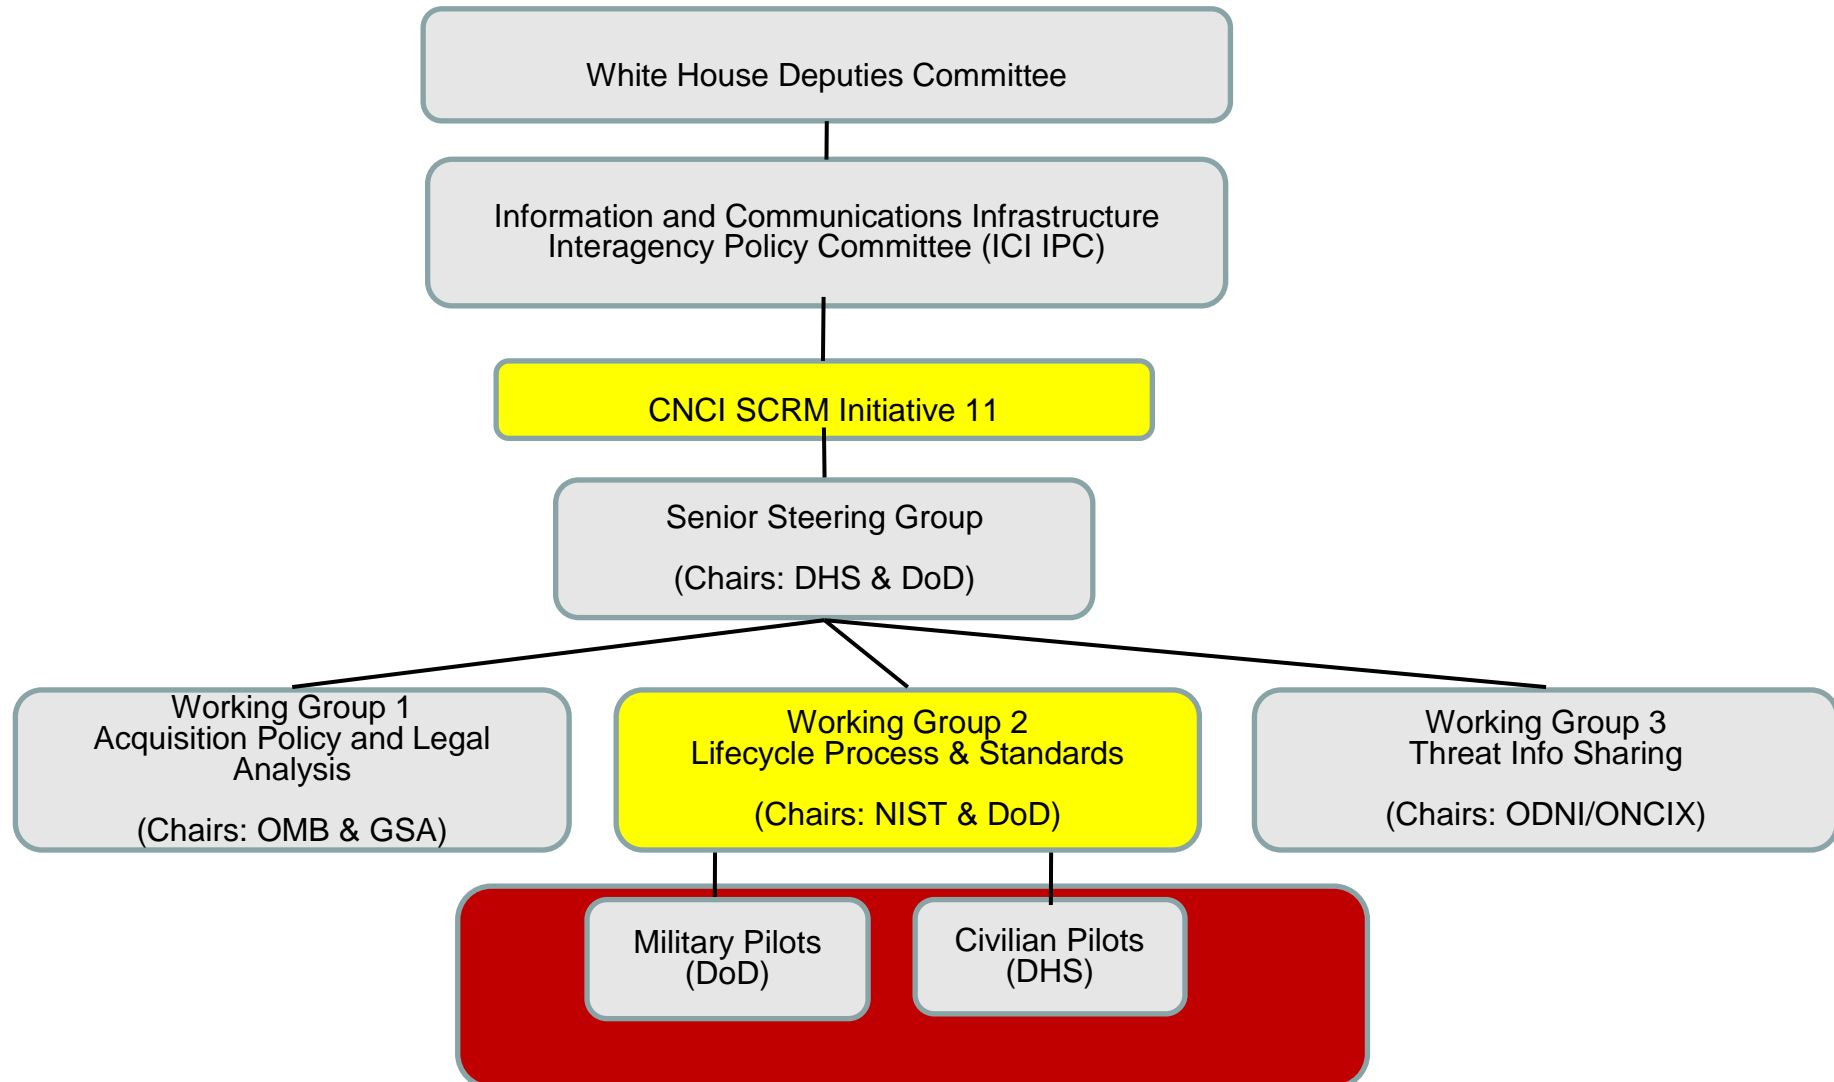 White House Deputies Committee
Information and Communications Infrastructure
Interagency Policy Committee (ICI IPC)
CNCI SCRM Initiative 11
Senior Steering Group
(Chairs: DHS & DoD)
Working Group 1
Acquisition Policy and Legal
Analysis
(Chairs: OMB & GSA)
Working Group 2
Lifecycle Process & Standards
(Chairs: NIST & DoD)
Working Group 3
Threat Info Sharing
(Chairs: ODNI/ONCIX)
Military Pilots
(DoD)
Civilian Pilots
(DHS)